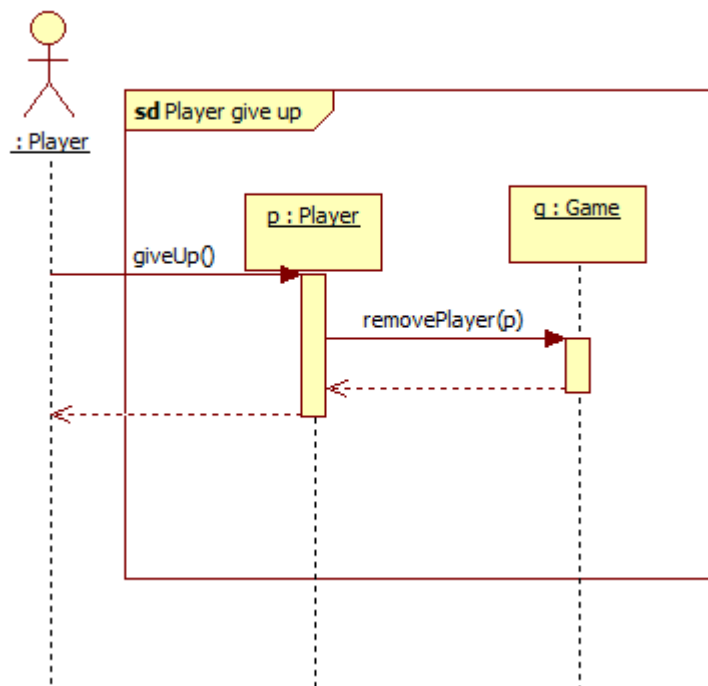 sd Player give up
: Player
p : Player
g : Game
giveUp()
removePlayer(p)